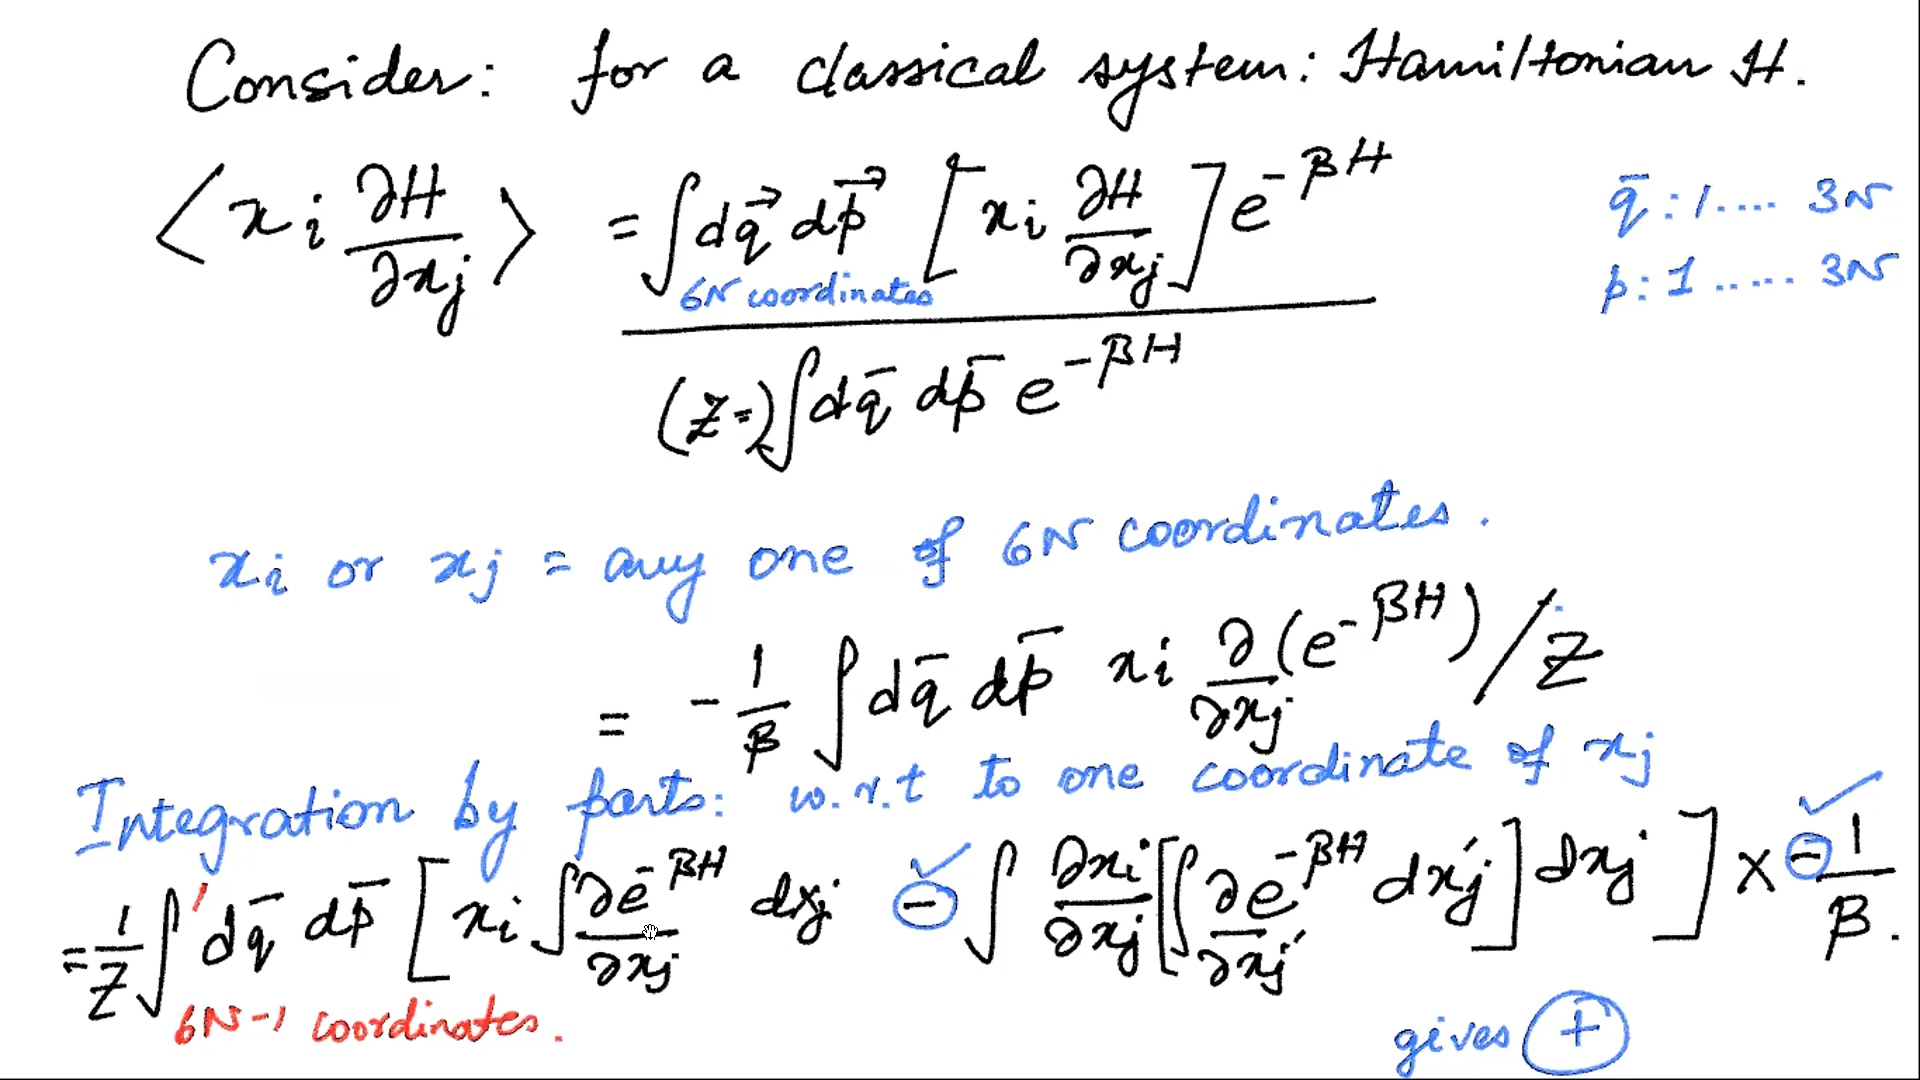 Consider: for a classical system: Hamiltonian H.
⟨ x_i ∂H/∂x_j ⟩ = ∫ dq⃗ dp⃗ [ x_i ∂H/∂x_j ] e^{-βH}
6N coordinates
q̄ : 1 .... 3N
p : 1 ..... 3N
(Z=) ∫ dq̄ dp̄ e^{-βH}
x_i or x_j = any one of 6N coordinates.
= -1/β ∫ dq̄ dp̄ x_i ∂/∂x_j (e^{-βH}) / Z
Integration by parts: w.r.t to one coordinate of x_j
= 1/Z ∫' dq̄ dp̄ [ x_i ∫ ∂e^{-βH}/∂x_j dx_j - ∫ ∂x_i/∂x_j [ ∫ ∂e^{-βH}/∂x_j' dx_j' ] dx_j ] × - 1/β .
6N-1 coordinates.
gives +